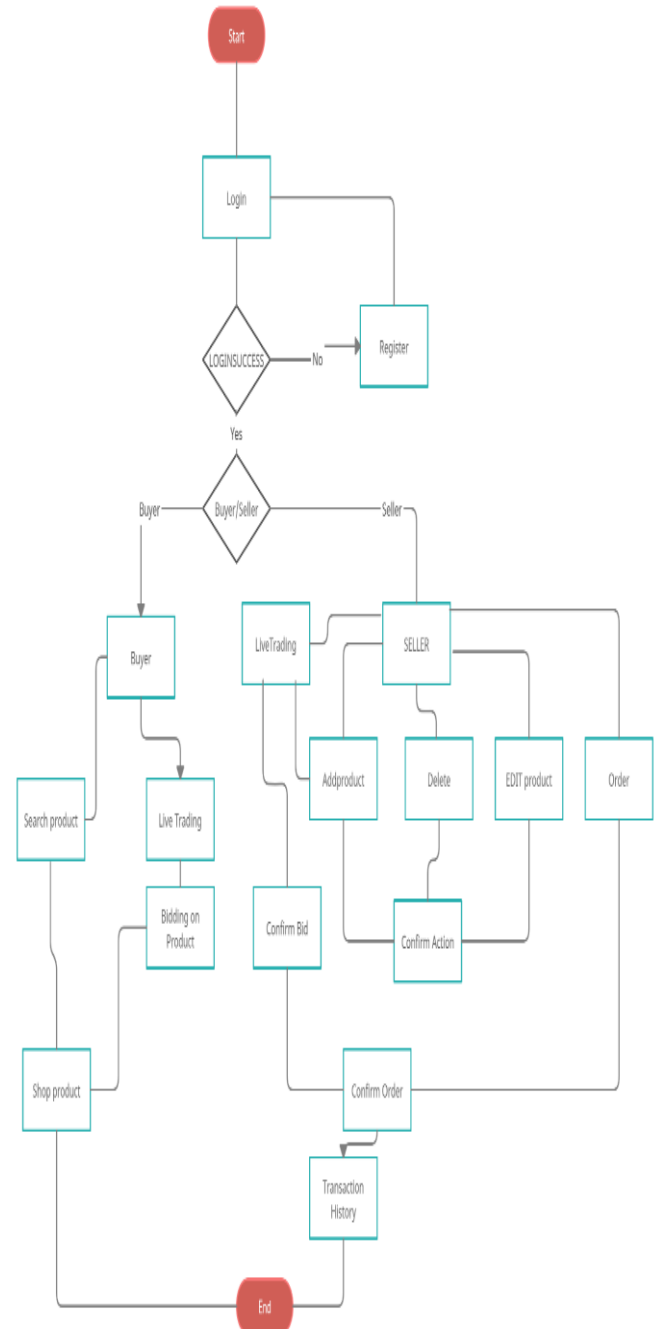 Start
Login
LOGINSUCCESS
No
Register
Yes
Buyer
Buyer/Seller
Seller
Buyer
LiveTrading
SELLER
Search product
Live Trading
Addproduct
Delete
EDIT product
Order
Bidding on
Product
Confirm Bid
Confirm Action
Shop product
Confirm Order
Transaction
History
End